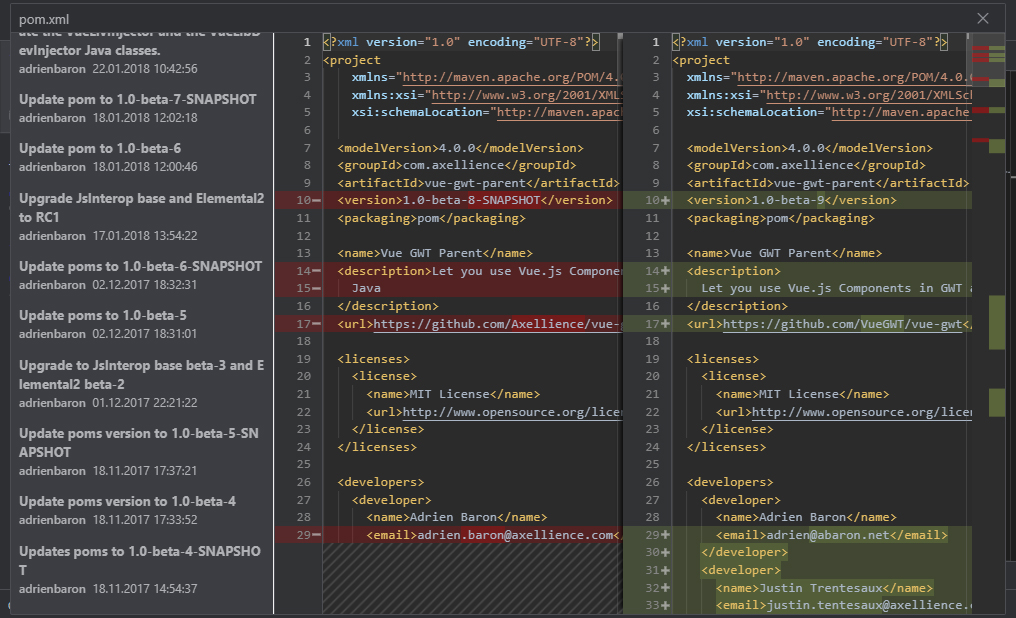 pom.xml
evInjector Java classes.
adrienbaron 22.01.2018 10:42:56
Update pom to 1.0-beta-7-SNAPSHOT
adrienbaron 18.01.2018 12:02:18
Update pom to 1.0-beta-6
adrienbaron 18.01.2018 12:00:46
Upgrade JsInterop base and Elemental2
to RC1
adrienbaron 17.01.2018 13:54:22
Update poms to 1.0-beta-6-SNAPSHOT
adrienbaron 02.12.2017 18:32:31
Update poms to 1.0-beta-5
adrienbaron 02.12.2017 18:31:01
Upgrade to JsInterop base beta-3 and E
lemental2 beta-2
adrienbaron 01.12.2017 22:21:22
Update poms version to 1.0-beta-5-SN
APSHOT
adrienbaron 18.11.2017 17:37:21
Update poms version to 1.0-beta-4
adrienbaron 18.11.2017 17:33:52
Updates poms to 1.0-beta-4-SNAPSHO
T
adrienbaron 18.11.2017 14:54:37
1 <?xml version="1.0" encoding="UTF-8"?>
2 <project
3 xmlns="http://maven.apache.org/POM/4.0
4 xmlns:xsi="http://www.w3.org/2001/XML
5 xsi:schemaLocation="http://maven.apac
6
7 <modelVersion>4.0.0</modelVersion>
8 <groupId>com.axellience</groupId>
9 <artifactId>vue-gwt-parent</artifactId>
10− <version>1.0-beta-8-SNAPSHOT</version>
11 <packaging>pom</packaging>
12
13 <name>Vue GWT Parent</name>
14− <description>Let you use Vue.js Compone
15− Java
16 </description>
17− <url>https://github.com/Axellience/vue-
18
19 <licenses>
20 <license>
21 <name>MIT License</name>
22 <url>http://www.opensource.org/lice
23 </license>
24 </licenses>
25
26 <developers>
27 <developer>
28 <name>Adrien Baron</name>
29− <email>adrien.baron@axellience.com<
1 <?xml version="1.0" encoding="UTF-8"?>
2 <project
3 xmlns="http://maven.apache.org/POM/4.0.
4 xmlns:xsi="http://www.w3.org/2001/XMLSc
5 xsi:schemaLocation="http://maven.apache
6
7 <modelVersion>4.0.0</modelVersion>
8 <groupId>com.axellience</groupId>
9 <artifactId>vue-gwt-parent</artifactId>
10+ <version>1.0-beta-9</version>
11 <packaging>pom</packaging>
12
13 <name>Vue GWT Parent</name>
14+ <description>
15+ Let you use Vue.js Components in GWT
16 </description>
17+ <url>https://github.com/VueGWT/vue-gwt<
18
19 <licenses>
20 <license>
21 <name>MIT License</name>
22 <url>http://www.opensource.org/lice
23 </license>
24 </licenses>
25
26 <developers>
27 <developer>
28 <name>Adrien Baron</name>
29+ <email>adrien@abaron.net</email>
30+ </developer>
31+ <developer>
32+ <name>Justin Trentesaux</name>
33+ <email>justin.tentesaux@axellience.